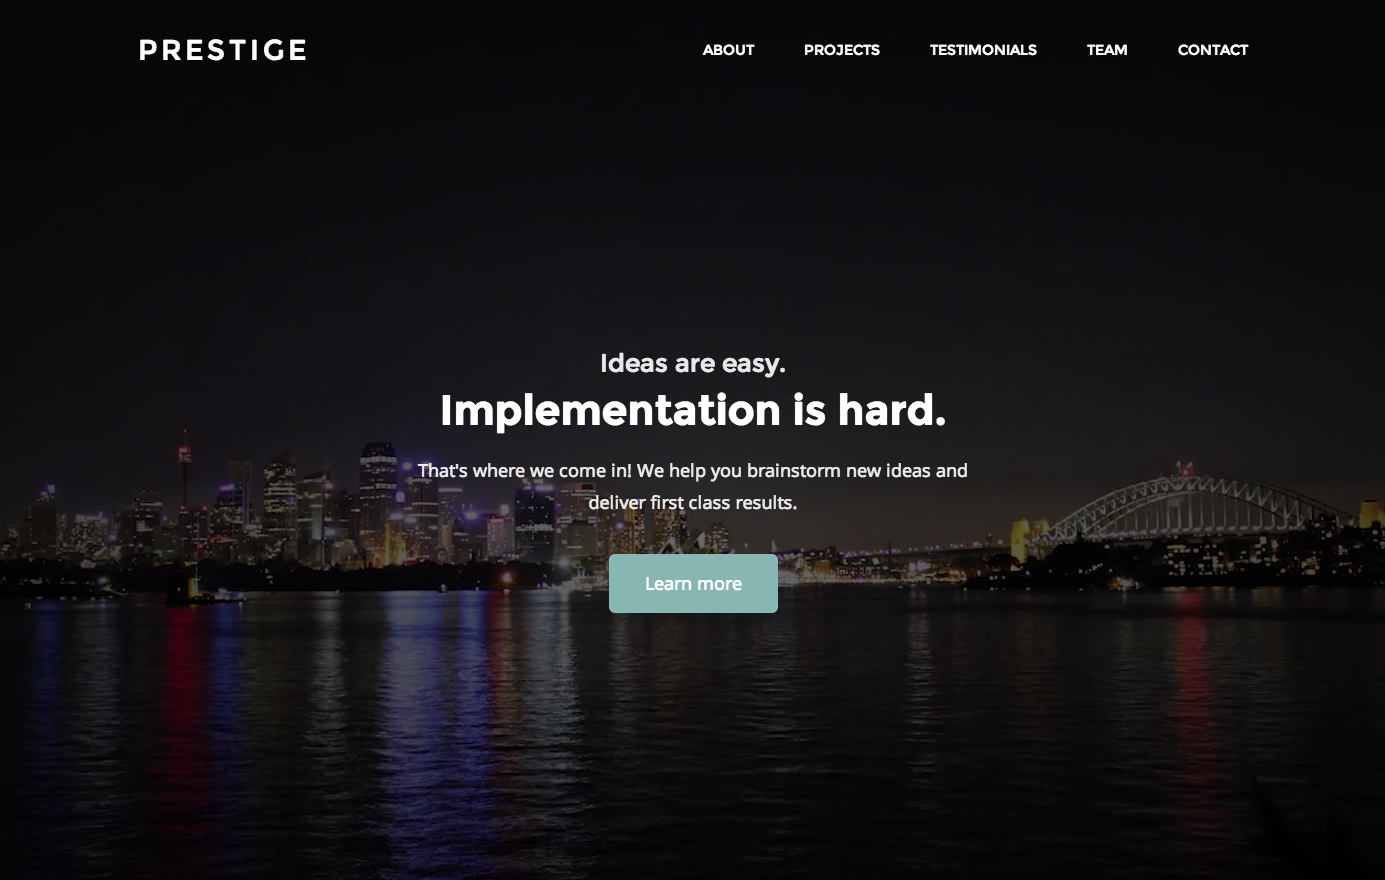 PRESTIGE
ABOUT PROJECTS TESTIMONIALS TEAM CONTACT
Ideas are easy.
Implementation is hard.
That's where we come in! We help you brainstorm new ideas and
deliver first class results.
Learn more